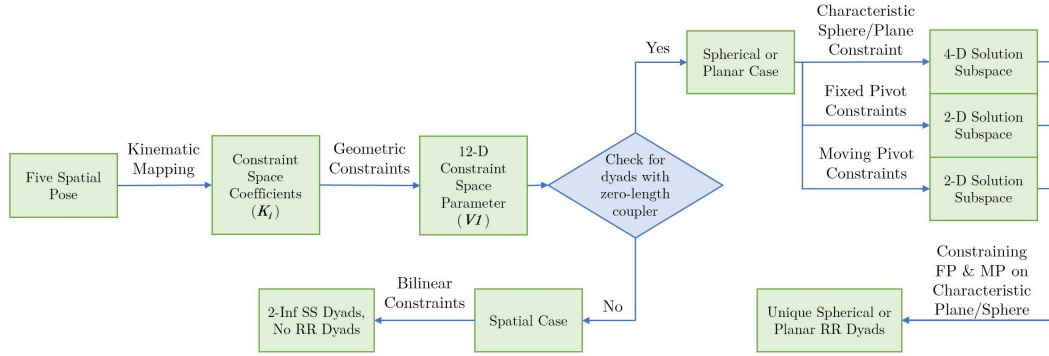 Five Spatial
Pose
Kinematic
Mapping
Constraint
Space
Coefficients
(Ki)
Geometric
Constraints
12-D
Constraint
Space
Parameter
(V1)
Check for
dyads with
zero-length
coupler
Yes
Spherical or
Planar Case
Characteristic
Sphere/Plane
Constraint
4-D Solution
Subspace
Fixed Pivot
Constraints
2-D Solution
Subspace
Moving Pivot
Constraints
2-D Solution
Subspace
Constraining
FP & MP on
Characteristic
Plane/Sphere
Unique Spherical or
Planar RR Dyads
No
Spatial Case
Bilinear
Constraints
2-Inf SS Dyads,
No RR Dyads